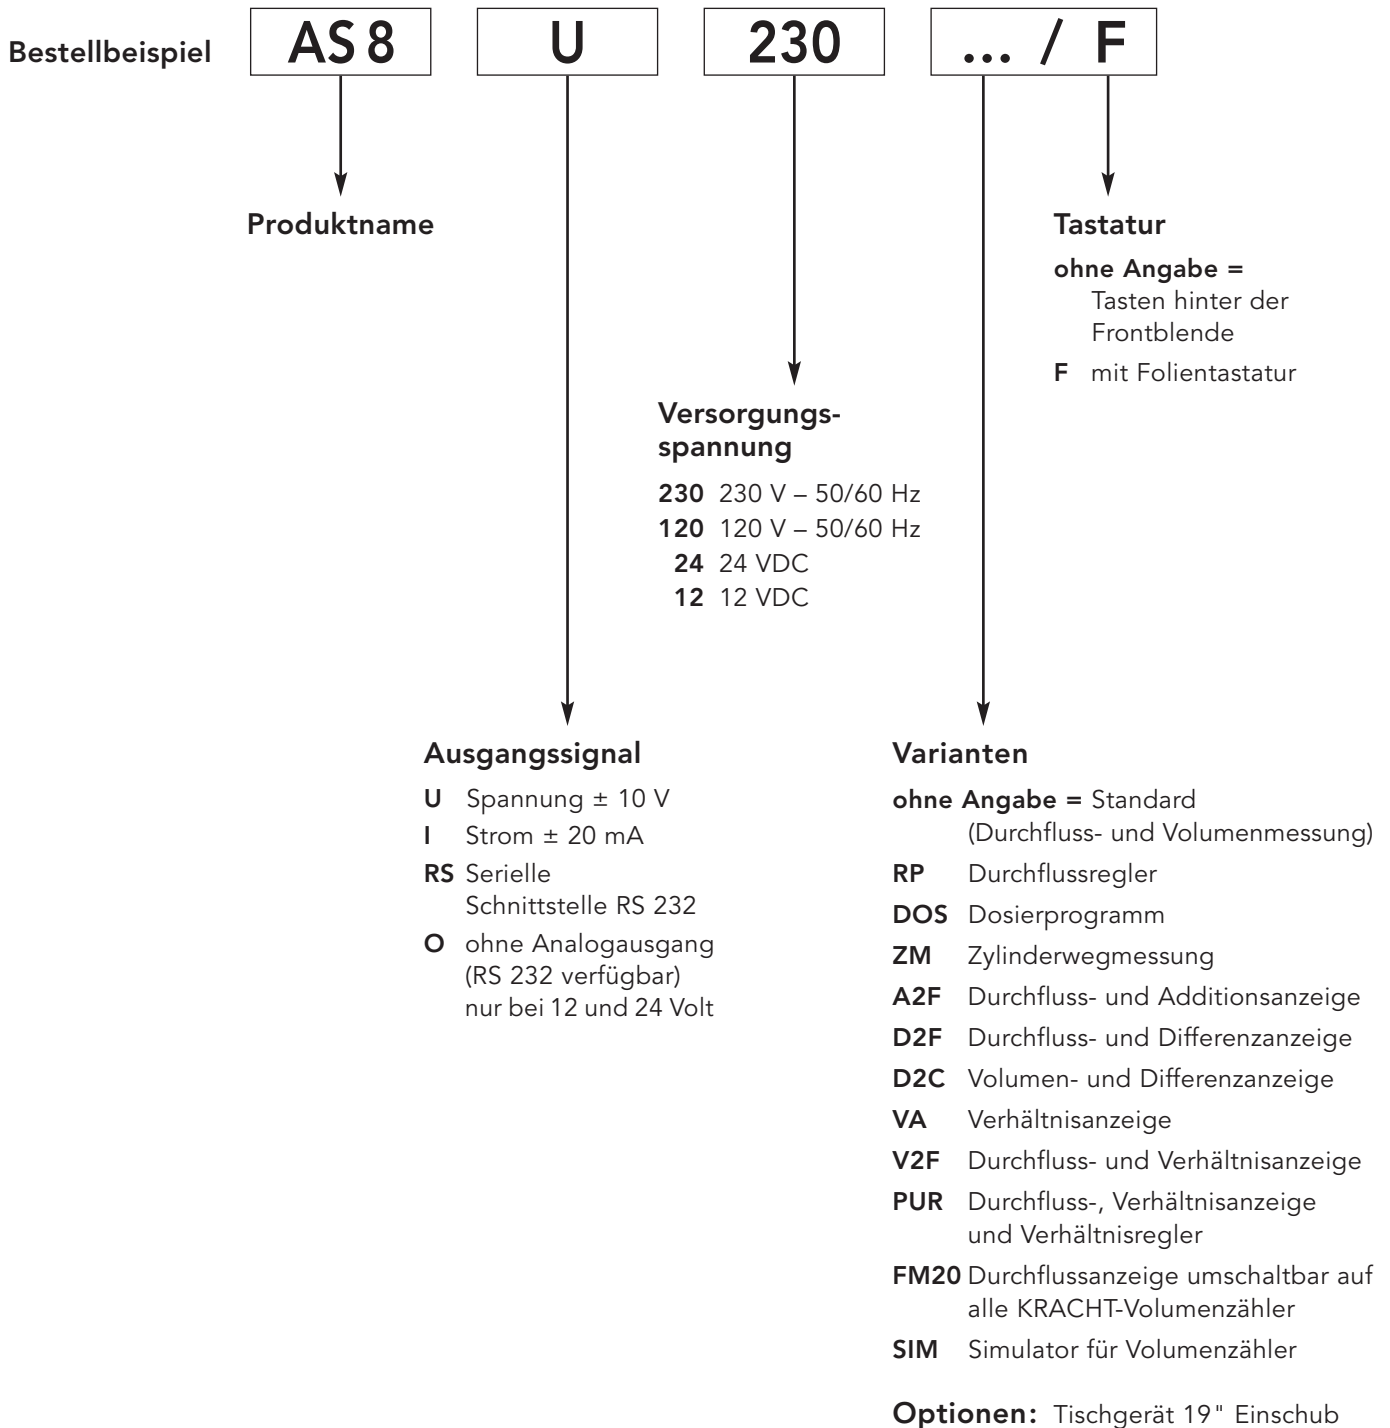 Bestellbeispiel AS 8 U 230 ... / F
Produktname
Tastatur
ohne Angabe =
Tasten hinter der
Frontblende
F mit Folientastatur
Versorgungs-
spannung
230 230 V – 50/60 Hz
120 120 V – 50/60 Hz
24 24 VDC
12 12 VDC
Ausgangssignal
U Spannung ± 10 V
I Strom ± 20 mA
RS Serielle
Schnittstelle RS 232
O ohne Analogausgang
(RS 232 verfügbar)
nur bei 12 und 24 Volt
Varianten
ohne Angabe = Standard
(Durchfluss- und Volumenmessung)
RP Durchflussregler
DOS Dosierprogramm
ZM Zylinderwegmessung
A2F Durchfluss- und Additionsanzeige
D2F Durchfluss- und Differenzanzeige
D2C Volumen- und Differenzanzeige
VA Verhältnisanzeige
V2F Durchfluss- und Verhältnisanzeige
PUR Durchfluss-, Verhältnisanzeige
und Verhältnisregler
FM20 Durchflussanzeige umschaltbar auf
alle KRACHT-Volumenzähler
SIM Simulator für Volumenzähler
Optionen: Tischgerät 19" Einschub